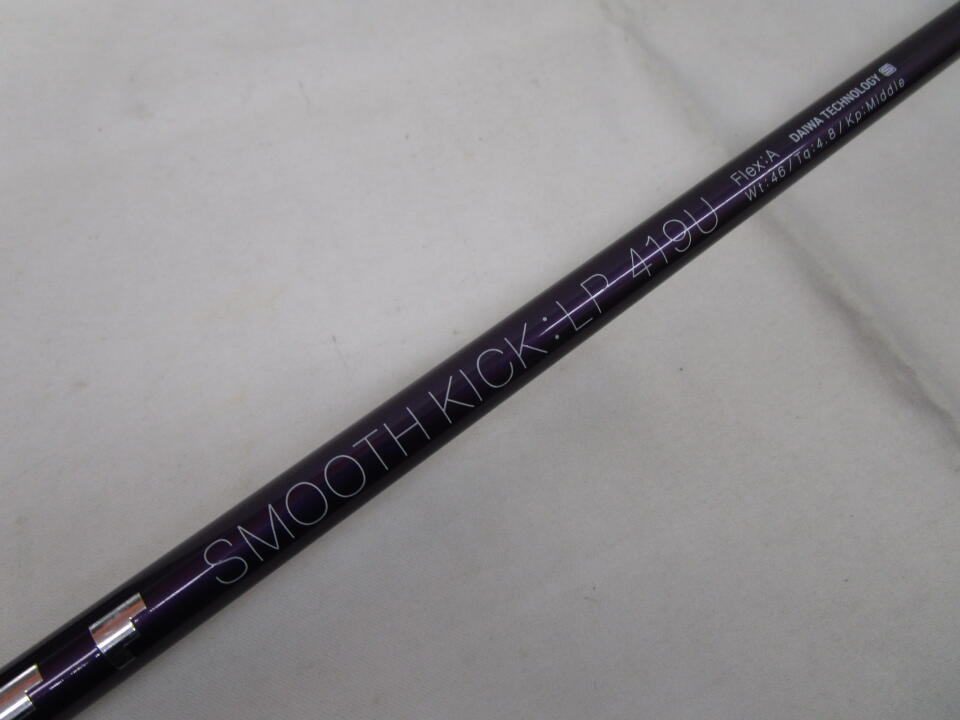 SMOOTH KICK:LP 419U
Flex:A
Wt:46/Tq:4.8/Kp:Middle
DAIWA TECHNOLOGY